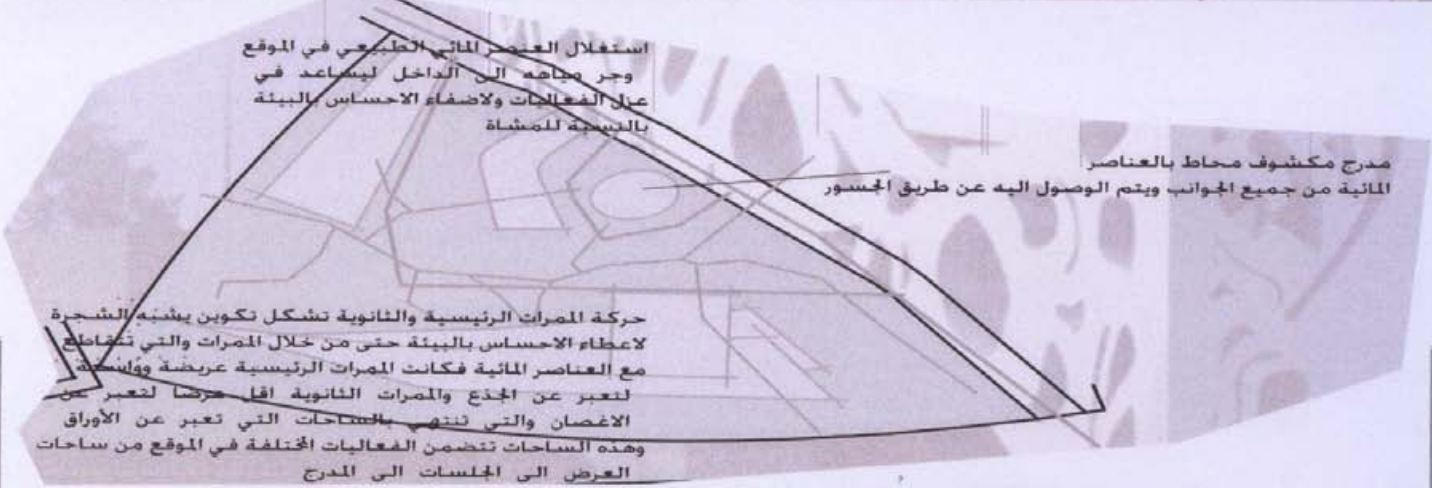 استغلال العنصر المائي الطبيعي في الموقع
وجر مياهه الى الداخل ليساعد في
عزل الفعاليات ولاضفاء الاحساس بالبيئة
بالنسبة للمشاة
مدرج مكشوف محاط بالعناصر
المائية من جميع الجوانب ويتم الوصول اليه عن طريق الجسور
حركة الممرات الرئيسية والثانوية تشكل تكوين يشبه الشجرة
لاعطاء الاحساس بالبيئة حتى من خلال الممرات والتي تتقاطع
مع العناصر المائية فكانت الممرات الرئيسية عريضة وواسعة
لتعبر عن الجذع والممرات الثانوية اقل عرضا لتعبر عن
الاغصان والتي تنتهي بالساحات التي تعبر عن الأوراق
وهذه الساحات تتضمن الفعاليات المختلفة في الموقع من ساحات
العرض الى الجلسات الى المدرج